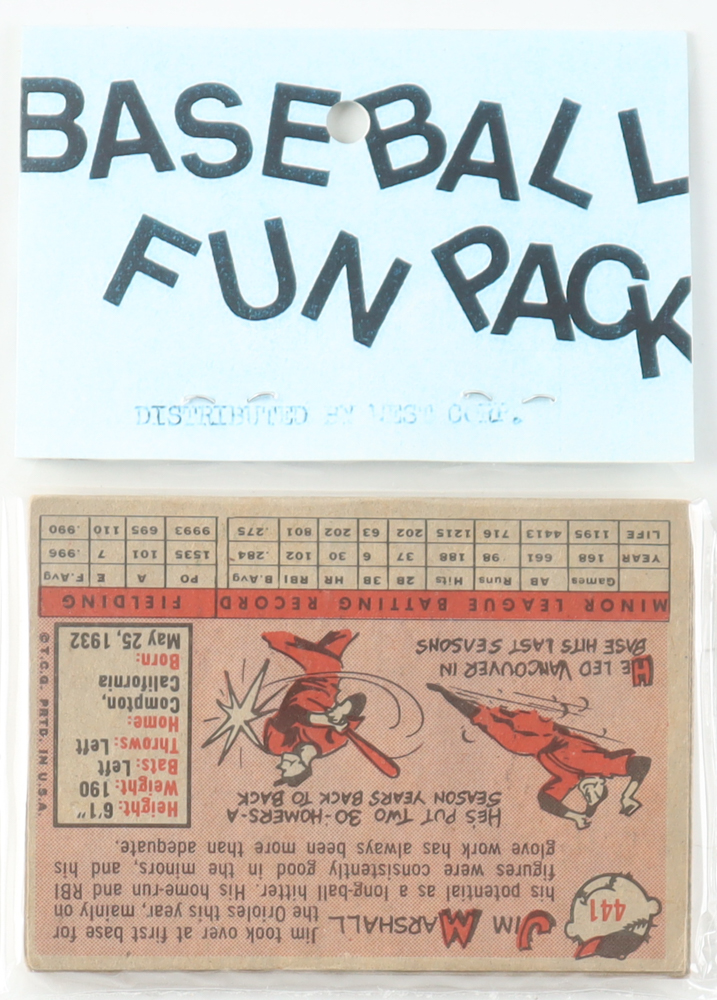 BASEBALL
FUN PACK
DISTRIBUTED BY WEST CORP.
441
JIM MARSHALL
Jim took over at first base for
the Orioles this year, mainly on
his potential as a long-ball hitter. His home-run and RBI
figures were consistently good in the minors, and his
glove work has always been more than adequate.
HE'S PUT TWO 30-HOMERS-A
SEASON YEARS BACK TO BACK
HE LED VANCOUVER IN
BASE HITS LAST SEASONS
Height: 6'1"
Weight: 190
Bats: Left
Throws: Left
Home:
Compton,
California
Born:
May 25, 1932
© T.C.G. PRTD. IN U.S.A.
MINOR LEAGUE BATTING RECORD FIELDING
Games AB Runs Hits 2B 3B HR RBI B.Avg PO A E F.Avg
YEAR 168 661 98 188 37 6 30 102 .284 1535 101 7 .996
LIFE 1195 4413 716 1215 202 63 202 801 .275 9993 695 110 .990